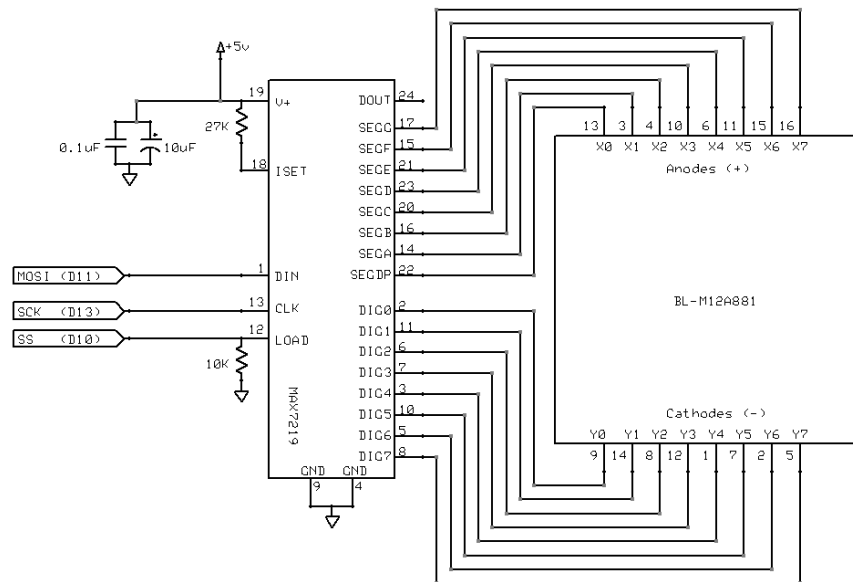 +5v
19 V+ DOUT 24
27K
0.1uF 10uF
18 ISET
SEGG 17
SEGF 15
SEGE 21
SEGD 23
SEGC 20
SEGB 16
SEGA 14
SEGDP 22
MOSI (D11) 1 DIN
SCK (D13) 13 CLK
SS (D10) 12 LOAD
10K
DIG0 2
DIG1 11
DIG2 6
DIG3 7
DIG4 3
DIG5 10
DIG6 5
DIG7 8
MAX7219
GND GND
9 4
13 3 4 10 6 11 15 16
X0 X1 X2 X3 X4 X5 X6 X7
Anodes (+)
BL-M12A881
Cathodes (-)
Y0 Y1 Y2 Y3 Y4 Y5 Y6 Y7
9 14 8 12 1 7 2 5